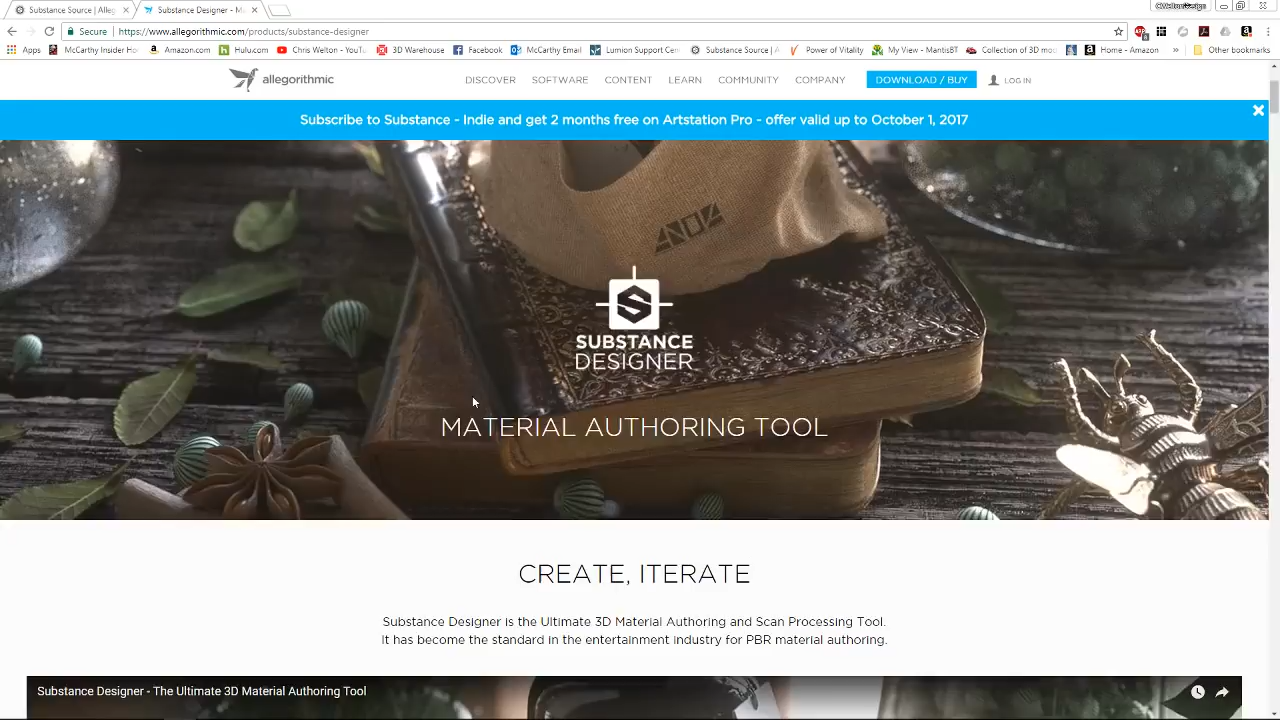 Substance Source | Alleg
Substance Designer - M
Secure
https://www.allegorithmic.com/products/substance-designer
Apps
McCarthy Insider Ho
Amazon.com
Hulu.com
Chris Welton - YouTu
3D Warehouse
Facebook
McCarthy Email
Lumion Support Cen
Substance Source | A
Power of Vitality
My View - MantisBT
Collection of 3D mod
Home - Amazon
Other bookmarks
allegorithmic
DISCOVER SOFTWARE CONTENT LEARN COMMUNITY COMPANY DOWNLOAD / BUY LOG IN
Subscribe to Substance - Indie and get 2 months free on Artstation Pro - offer valid up to October 1, 2017
SUBSTANCE
DESIGNER
MATERIAL AUTHORING TOOL
CREATE, ITERATE
Substance Designer is the Ultimate 3D Material Authoring and Scan Processing Tool.
It has become the standard in the entertainment industry for PBR material authoring.
Substance Designer - The Ultimate 3D Material Authoring Tool